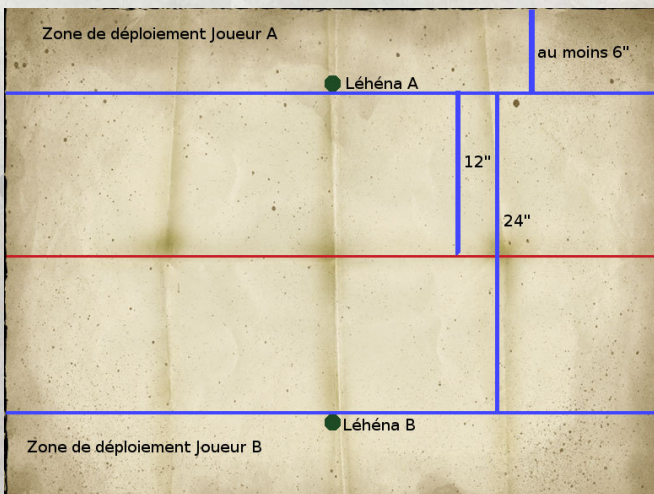 Zone de déploiement Joueur A
au moins 6"
Léhéna A
12"
24"
Léhéna B
Zone de déploiement Joueur B